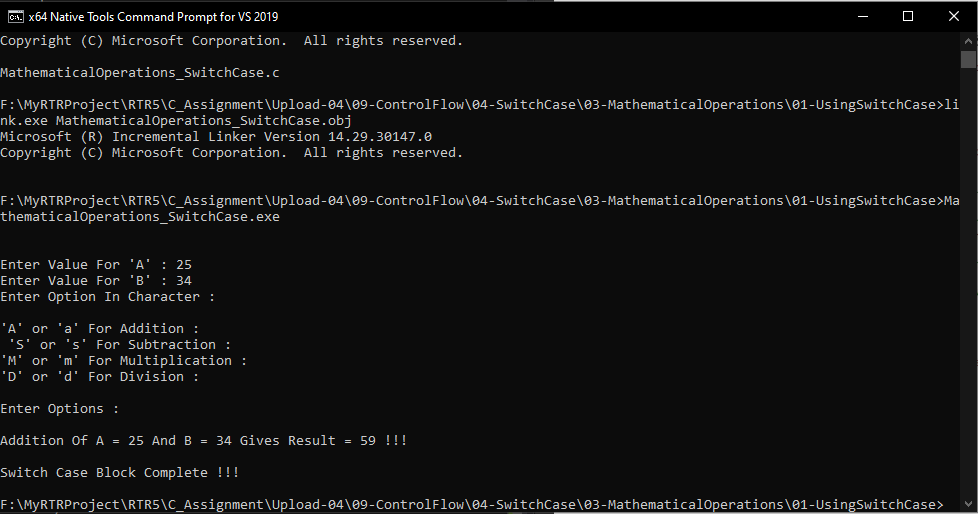 x64 Native Tools Command Prompt for VS 2019
Copyright (C) Microsoft Corporation.  All rights reserved.
MathematicalOperations_SwitchCase.c
F:\MyRTRProject\RTR5\C_Assignment\Upload-04\09-ControlFlow\04-SwitchCase\03-MathematicalOperations\01-UsingSwitchCase>li
nk.exe MathematicalOperations_SwitchCase.obj
Microsoft (R) Incremental Linker Version 14.29.30147.0
Copyright (C) Microsoft Corporation.  All rights reserved.
F:\MyRTRProject\RTR5\C_Assignment\Upload-04\09-ControlFlow\04-SwitchCase\03-MathematicalOperations\01-UsingSwitchCase>Ma
thematicalOperations_SwitchCase.exe
Enter Value For 'A' : 25
Enter Value For 'B' : 34
Enter Option In Character :
'A' or 'a' For Addition :
 'S' or 's' For Subtraction :
'M' or 'm' For Multiplication :
'D' or 'd' For Division :
Enter Options :
Addition Of A = 25 And B = 34 Gives Result = 59 !!!
Switch Case Block Complete !!!
F:\MyRTRProject\RTR5\C_Assignment\Upload-04\09-ControlFlow\04-SwitchCase\03-MathematicalOperations\01-UsingSwitchCase>